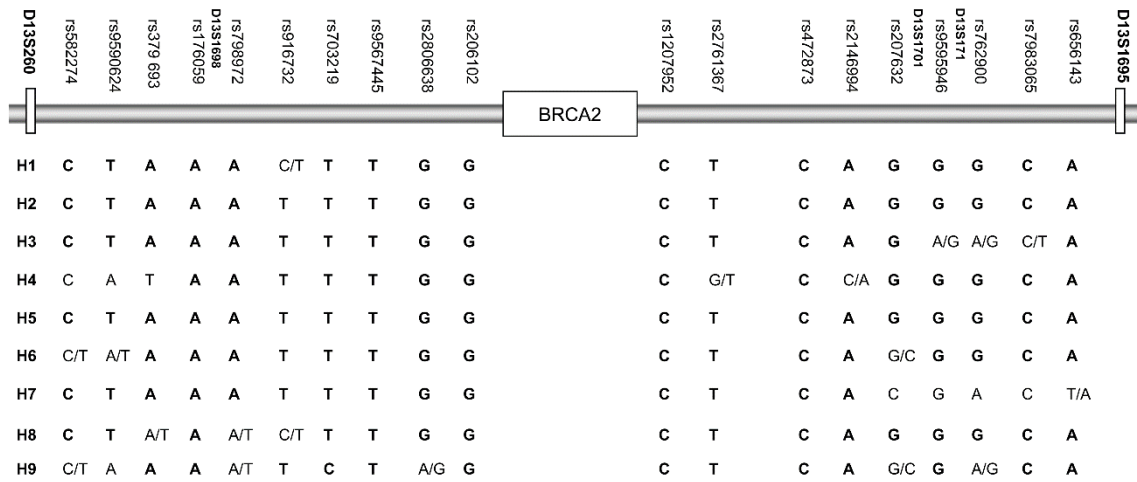 D13S260 rs582274 rs9590624 rs379 693 rs176059 D13S1698 rs798972 rs916732 rs703219 rs9567445 rs2806638 rs206102 rs1207952 rs2761367 rs472873 rs2146994 rs207632 D13S1701 rs9595946 D13S171 rs762900 rs7983065 rs656143 D13S1695
BRCA2
H1 C T A A A C/T T T G G C T C A G G G C A
H2 C T A A A T T T G G C T C A G G G C A
H3 C T A A A T T T G G C T C A G A/G A/G C/T A
H4 C A T A A T T T G G C G/T C C/A G G G C A
H5 C T A A A T T T G G C T C A G G G C A
H6 C/T A/T A A A T T T G G C T C A G/C G G C A
H7 C T A A A T T T G G C T C A C G A C T/A
H8 C T A/T A A/T C/T T T G G C T C A G G G C A
H9 C/T A A A A/T T C T A/G G C T C A G/C G A/G C A